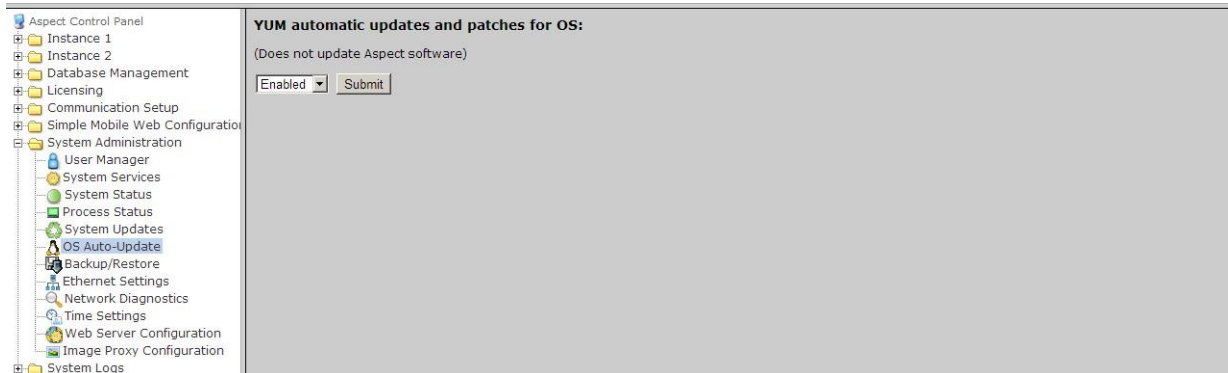 Aspect Control Panel
Instance 1
Instance 2
Database Management
Licensing
Communication Setup
Simple Mobile Web Configuratio
System Administration
User Manager
System Services
System Status
Process Status
System Updates
OS Auto-Update
Backup/Restore
Ethernet Settings
Network Diagnostics
Time Settings
Web Server Configuration
Image Proxy Configuration
System Logs
YUM automatic updates and patches for OS:
(Does not update Aspect software)
Enabled Submit